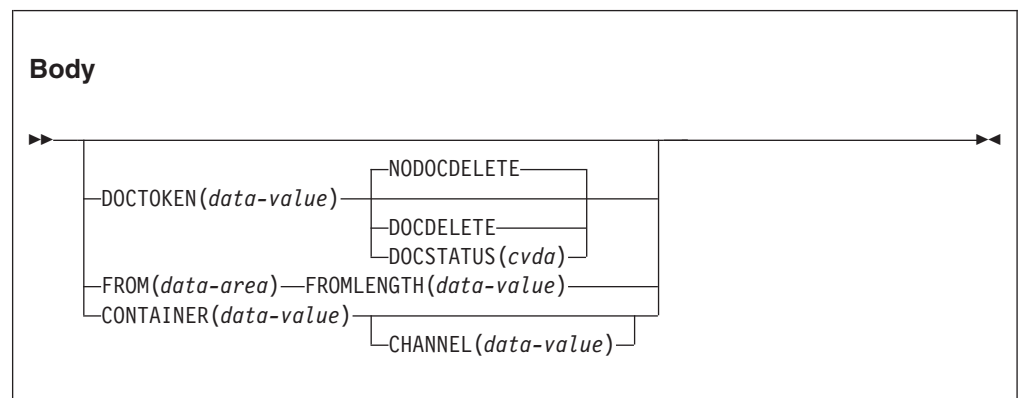 Body
NODOCDELETE
DOCTOKEN(data-value)
DOCDELETE
DOCSTATUS(cvda)
FROM(data-area) FROMLENGTH(data-value)
CONTAINER(data-value)
CHANNEL(data-value)